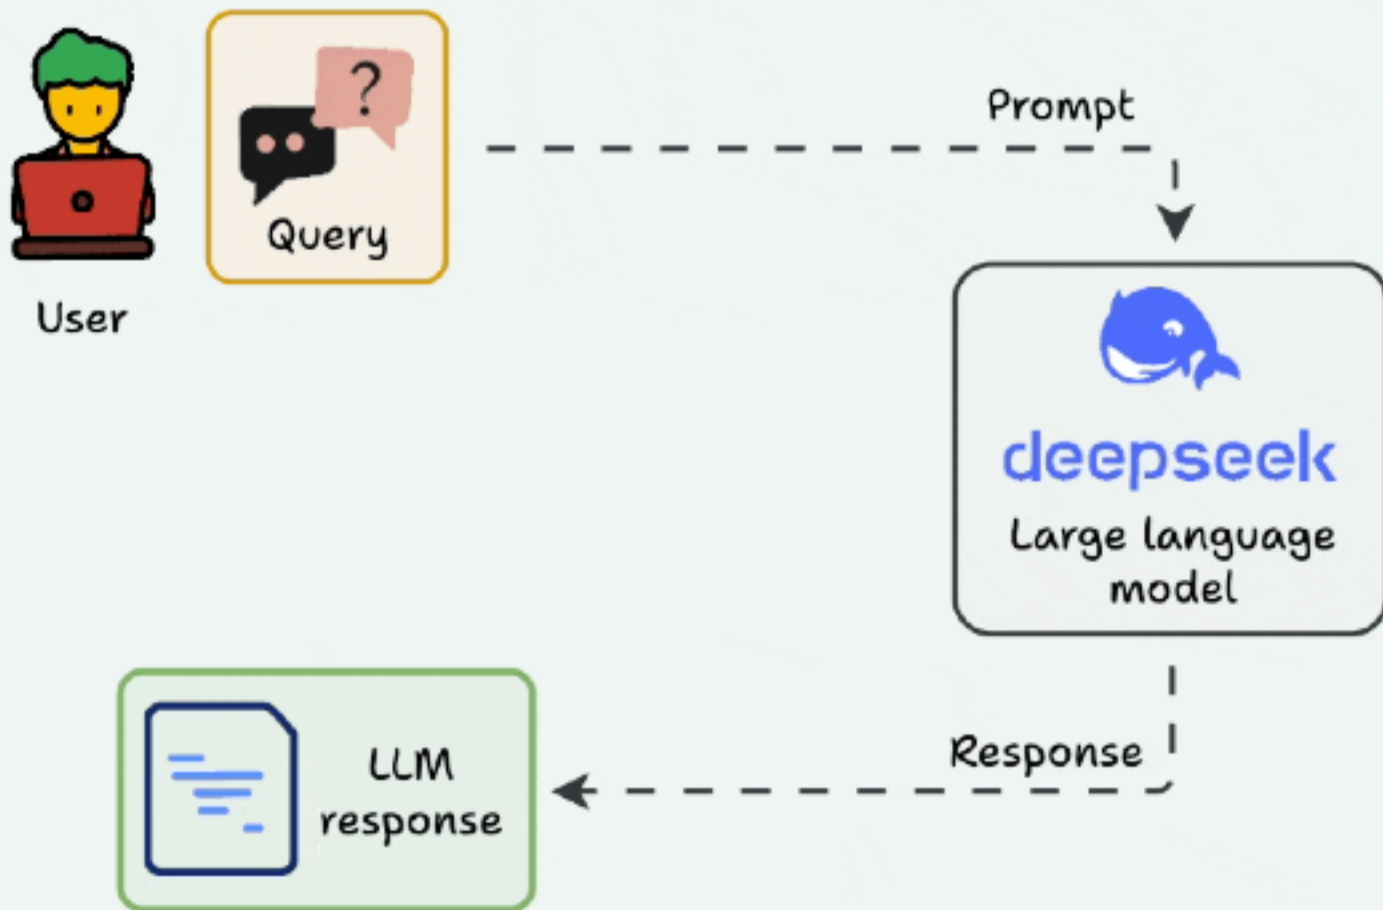 ?
Query
User
Prompt
deepseek
Large language
model
Response
LLM
response